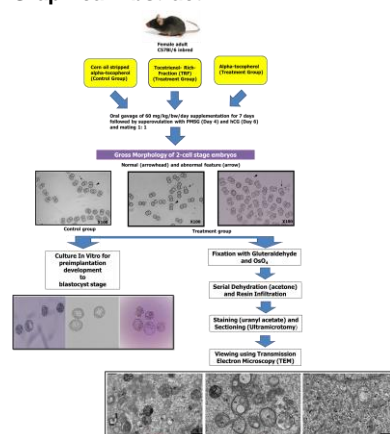 Female adult
C57Bl/6 inbred
Corn oil stripped
alpha-tocopherol
(Control Group)
Tocotrienol- Rich-
Fraction (TRF)
(Treatment Group)
Alpha-tocopherol
(Treatment Group)
Oral gavage of 60 mg/kg/bw/day supplementation for 7 days
followed by superovulation with PMSG (Day 4) and hCG (Day 6)
and mating 1: 1
Gross Morphology of 2-cell stage embryos
Normal (arrowhead) and abnormal feature (arrow)
Control group
Treatment group
Culture In Vitro for
preimplantation
development
to
blastocyst stage
Fixation with Gluteraldehyde
and OsO₄
Serial Dehydration (acetone)
and Resin Infiltration
Staining (uranyl acetate) and
Sectioning (Ultramicrotomy)
Viewing using Transmission
Electron Microscopy (TEM)